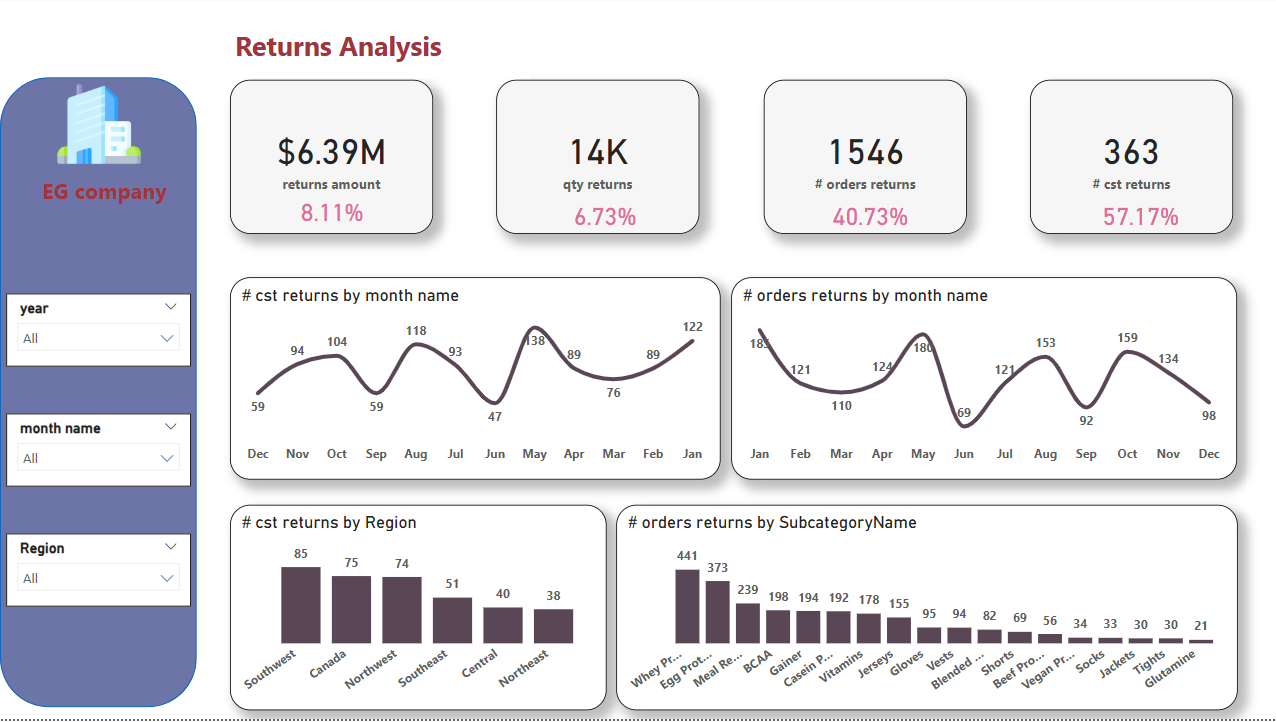 Returns Analysis
EG company
$6.39M
returns amount
8.11%
14K
qty returns
6.73%
1546
# orders returns
40.73%
363
# cst returns
57.17%
year
All
month name
All
Region
All
# cst returns by month name
59 94 104 59 118 93 47 138 89 76 89 122
Dec Nov Oct Sep Aug Jul Jun May Apr Mar Feb Jan
# orders returns by month name
185 121 110 124 180 69 121 153 92 159 134 98
Jan Feb Mar Apr May Jun Jul Aug Sep Oct Nov Dec
# cst returns by Region
85 75 74 51 40 38
Southwest Canada Northwest Southeast Central Northeast
# orders returns by SubcategoryName
441 373 239 198 194 192 178 155 95 94 82 69 56 34 33 30 30 21
Whey Pr... Egg Prot... Meal Re... BCAA Gainer Casein P... Vitamins Jerseys Gloves Vests Blended ... Shorts Beef Pro... Vegan Pr... Socks Jackets Tights Glutamine